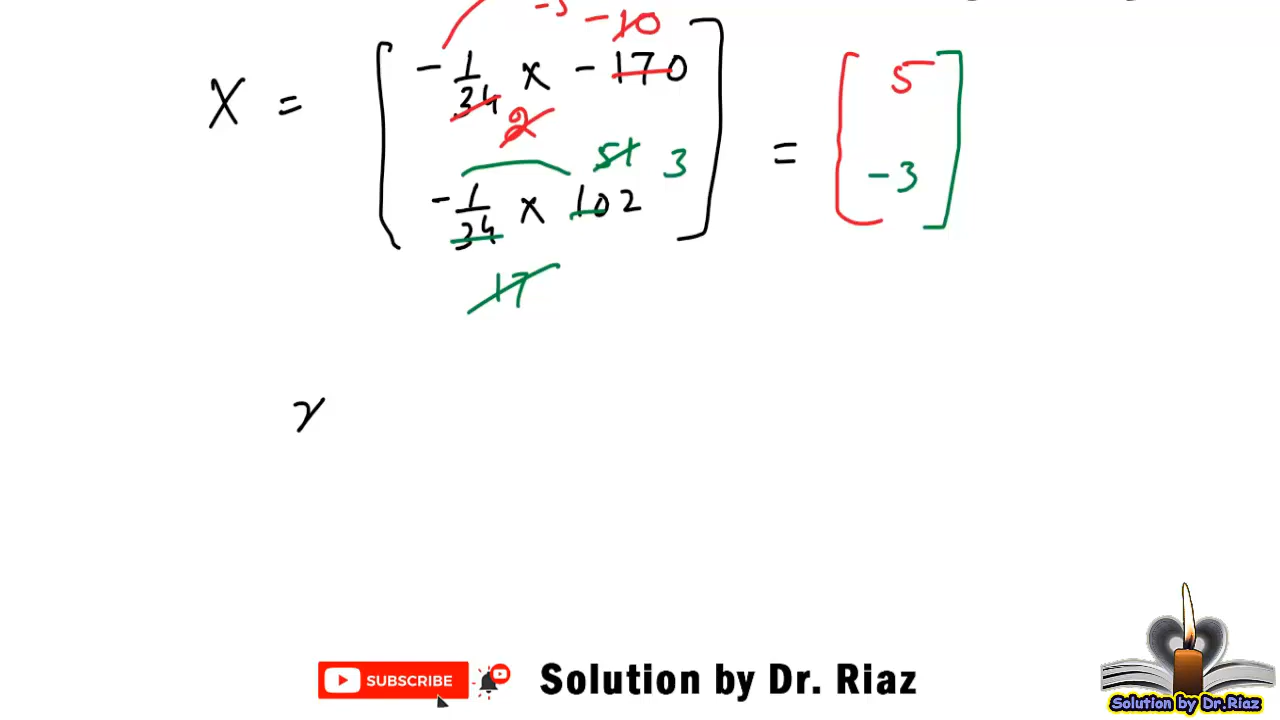 -5 -10
X = [ -1/34 x -170 ] = [ 5 ]
2
51 3
[ -1/34 x 102 ] [ -3 ]
17
x
SUBSCRIBE Solution by Dr. Riaz
Solution by Dr.Riaz